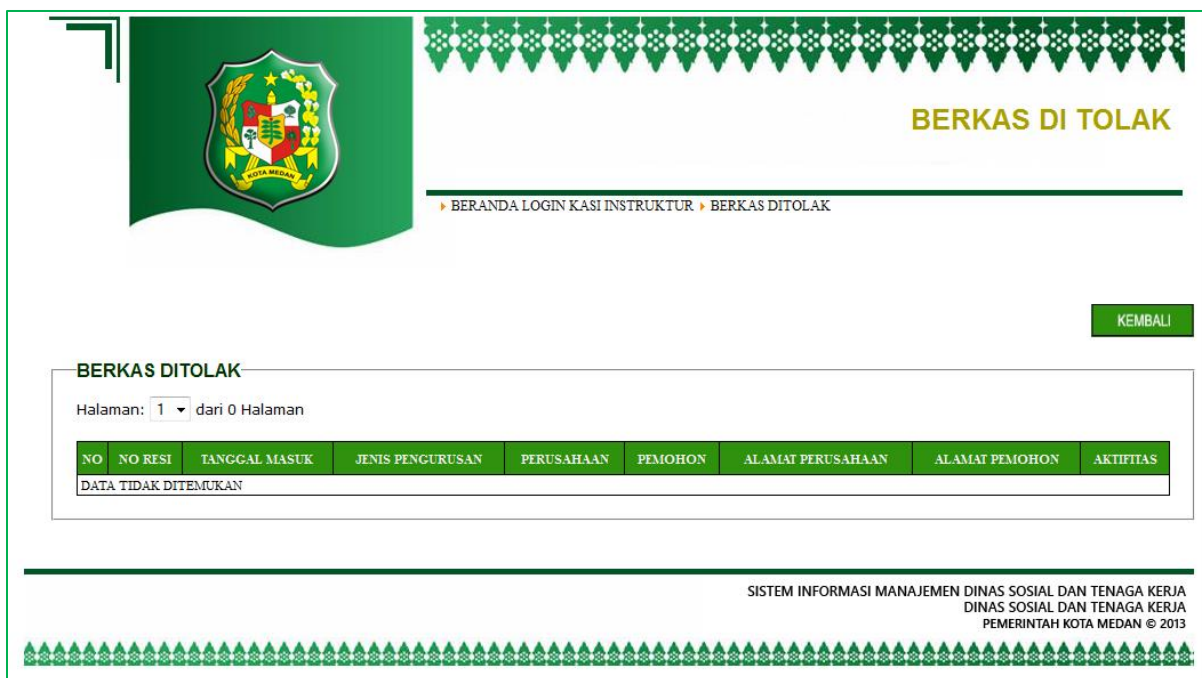 KOTA MEDAN
BERKAS DI TOLAK
BERANDA LOGIN KASI INSTRUKTUR BERKAS DITOLAK
KEMBALI
BERKAS DITOLAK
Halaman: 1 dari 0 Halaman
NO NO RESI TANGGAL MASUK JENIS PENGURUSAN PERUSAHAAN PEMOHON ALAMAT PERUSAHAAN ALAMAT PEMOHON AKTIFITAS
DATA TIDAK DITEMUKAN
SISTEM INFORMASI MANAJEMEN DINAS SOSIAL DAN TENAGA KERJA
DINAS SOSIAL DAN TENAGA KERJA
PEMERINTAH KOTA MEDAN © 2013